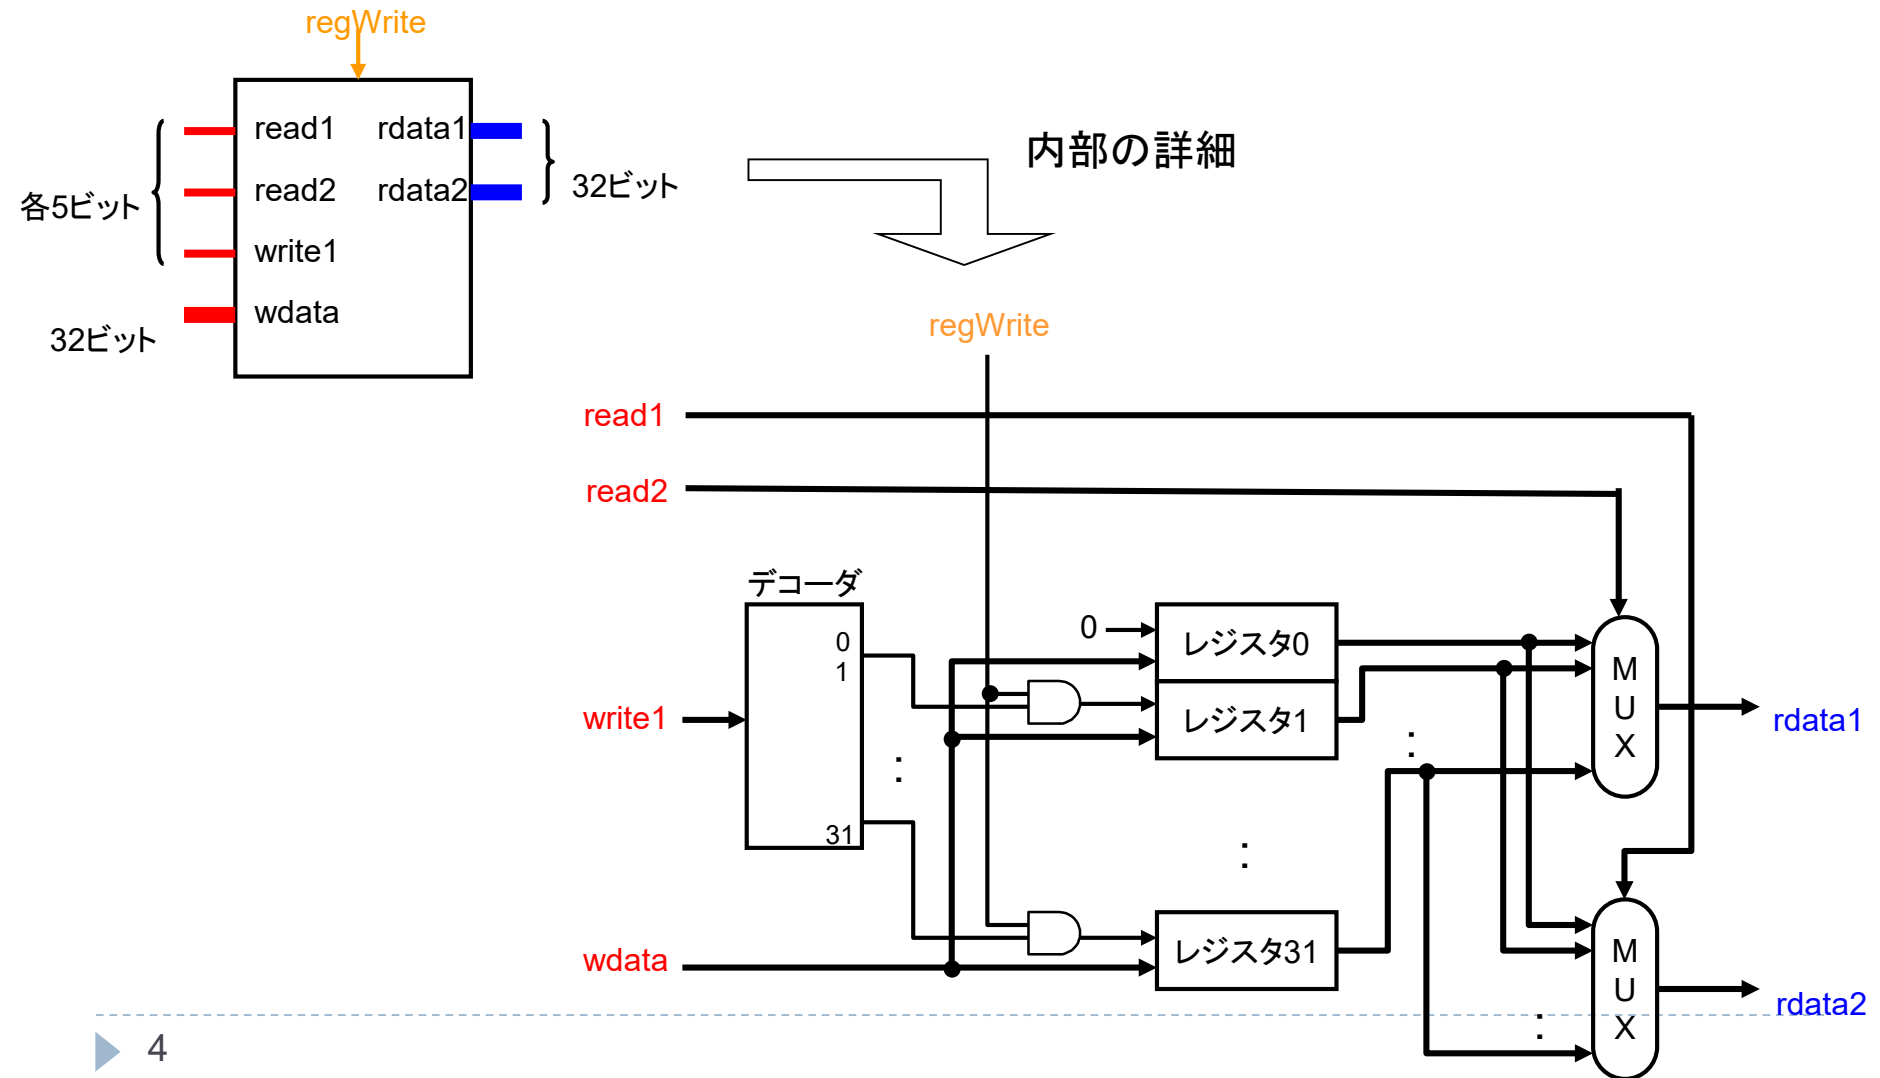 regWrite
read1 rdata1
read2 rdata2
write1
wdata
各5ビット
32ビット
32ビット
内部の詳細
regWrite
read1
read2
デコーダ
0
1
:
31
write1
wdata
0
レジスタ0
レジスタ1
:
レジスタ31
:
M
U
X
rdata1
:
M
U
X
rdata2
4